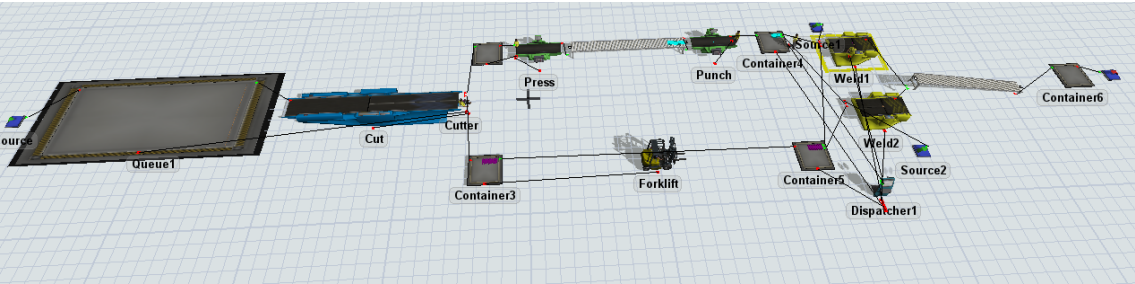 ource
Queue1
Cut
Cutter
Press
Punch
Container4
Source1
Weld1
Container6
Weld2
Source2
Container3
Forklift
Container5
Dispatcher1